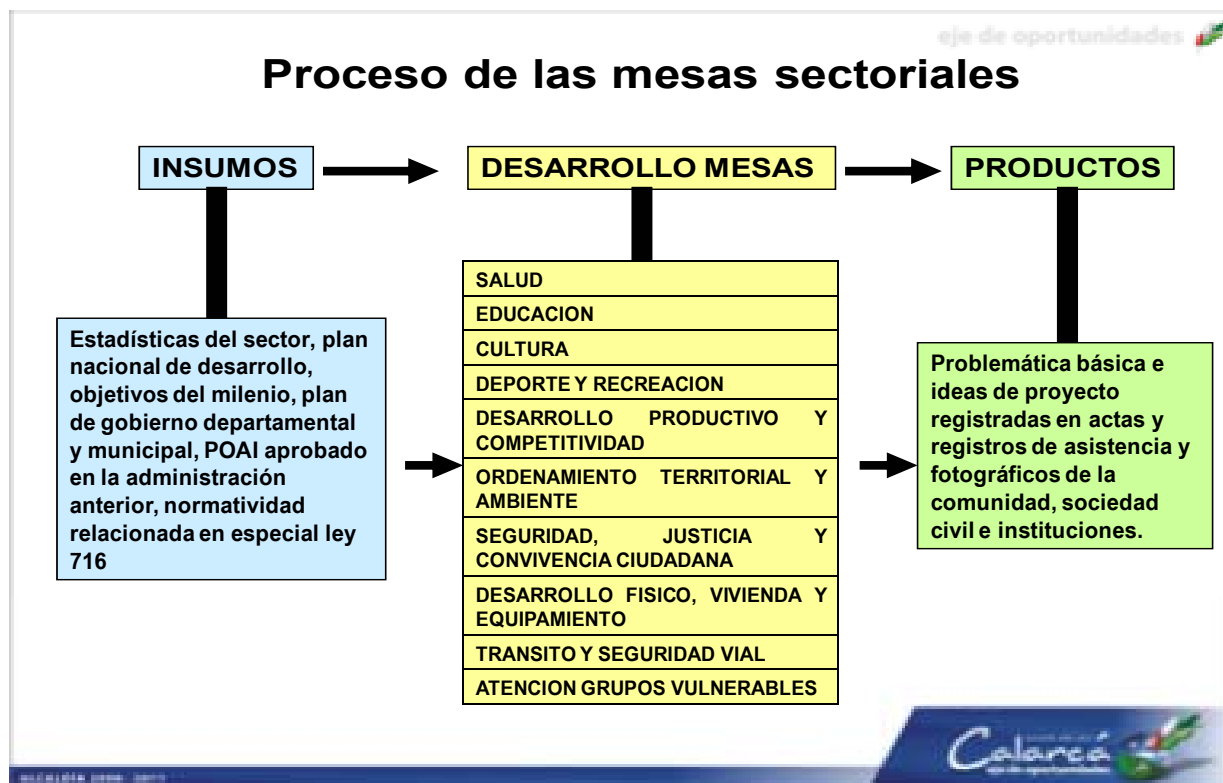 eje de oportunidades
Proceso de las mesas sectoriales
INSUMOS
DESARROLLO MESAS
PRODUCTOS
Estadísticas del sector, plan
nacional de desarrollo,
objetivos del milenio, plan
de gobierno departamental
y municipal, POAI aprobado
en la administración
anterior, normatividad
relacionada en especial ley
716
SALUD
EDUCACION
CULTURA
DEPORTE Y RECREACION
DESARROLLO PRODUCTIVO Y
COMPETITIVIDAD
ORDENAMIENTO TERRITORIAL Y
AMBIENTE
SEGURIDAD, JUSTICIA Y
CONVIVENCIA CIUDADANA
DESARROLLO FISICO, VIVIENDA Y
EQUIPAMIENTO
TRANSITO Y SEGURIDAD VIAL
ATENCION GRUPOS VULNERABLES
Problemática básica e
ideas de proyecto
registradas en actas y
registros de asistencia y
fotográficos de la
comunidad, sociedad
civil e instituciones.
Calarcá